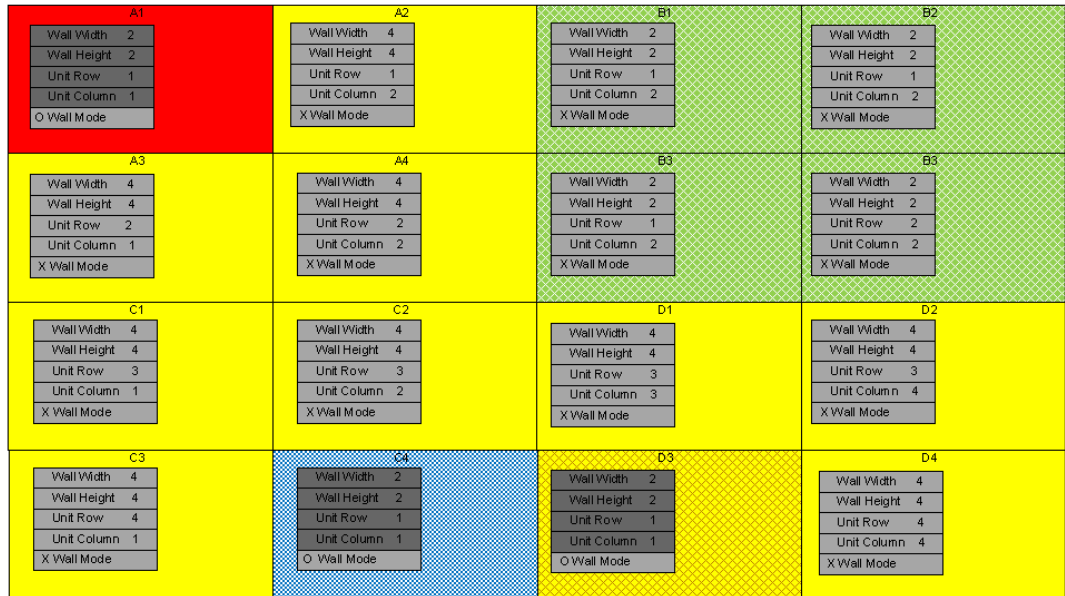 A1
Wall Width 2
Wall Height 2
Unit Row 1
Unit Column 1
O Wall Mode
A2
Wall Width 4
Wall Height 4
Unit Row 1
Unit Column 2
X Wall Mode
B1
Wall Width 2
Wall Height 2
Unit Row 1
Unit Column 2
X Wall Mode
B2
Wall Width 2
Wall Height 2
Unit Row 1
Unit Column 2
X Wall Mode
A3
Wall Width 4
Wall Height 4
Unit Row 2
Unit Column 1
X Wall Mode
A4
Wall Width 4
Wall Height 4
Unit Row 2
Unit Column 2
X Wall Mode
B3
Wall Width 2
Wall Height 2
Unit Row 1
Unit Column 2
X Wall Mode
B3
Wall Width 2
Wall Height 2
Unit Row 2
Unit Column 2
X Wall Mode
C1
Wall Width 4
Wall Height 4
Unit Row 3
Unit Column 1
X Wall Mode
C2
Wall Width 4
Wall Height 4
Unit Row 3
Unit Column 2
X Wall Mode
D1
Wall Width 4
Wall Height 4
Unit Row 3
Unit Column 3
X Wall Mode
D2
Wall Width 4
Wall Height 4
Unit Row 3
Unit Column 4
X Wall Mode
C3
Wall Width 4
Wall Height 4
Unit Row 4
Unit Column 1
X Wall Mode
C4
Wall Width 2
Wall Height 2
Unit Row 1
Unit Column 1
O Wall Mode
D3
Wall Width 2
Wall Height 2
Unit Row 1
Unit Column 1
O Wall Mode
D4
Wall Width 4
Wall Height 4
Unit Row 4
Unit Column 4
X Wall Mode